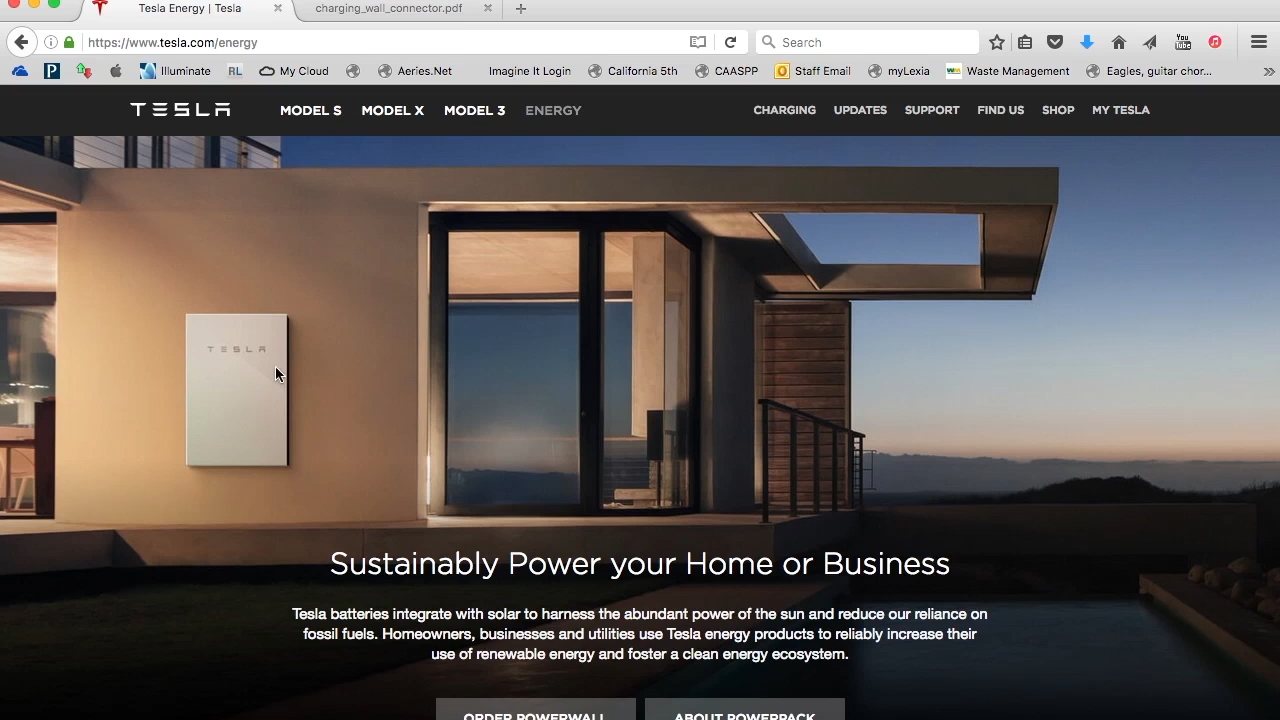 Tesla Energy | Tesla
charging_wall_connector.pdf
https://www.tesla.com/energy
Search
You Tube
P
Illuminate
RL
My Cloud
Aeries.Net
Imagine It Login
California 5th
CAASPP
Staff Email
myLexia
Waste Management
Eagles, guitar chor...
TESLA
MODEL S
MODEL X
MODEL 3
ENERGY
CHARGING
UPDATES
SUPPORT
FIND US
SHOP
MY TESLA
TESLA
Sustainably Power your Home or Business
Tesla batteries integrate with solar to harness the abundant power of the sun and reduce our reliance on
fossil fuels. Homeowners, businesses and utilities use Tesla energy products to reliably increase their
use of renewable energy and foster a clean energy ecosystem.
ORDER POWERWALL
ABOUT POWERPACK